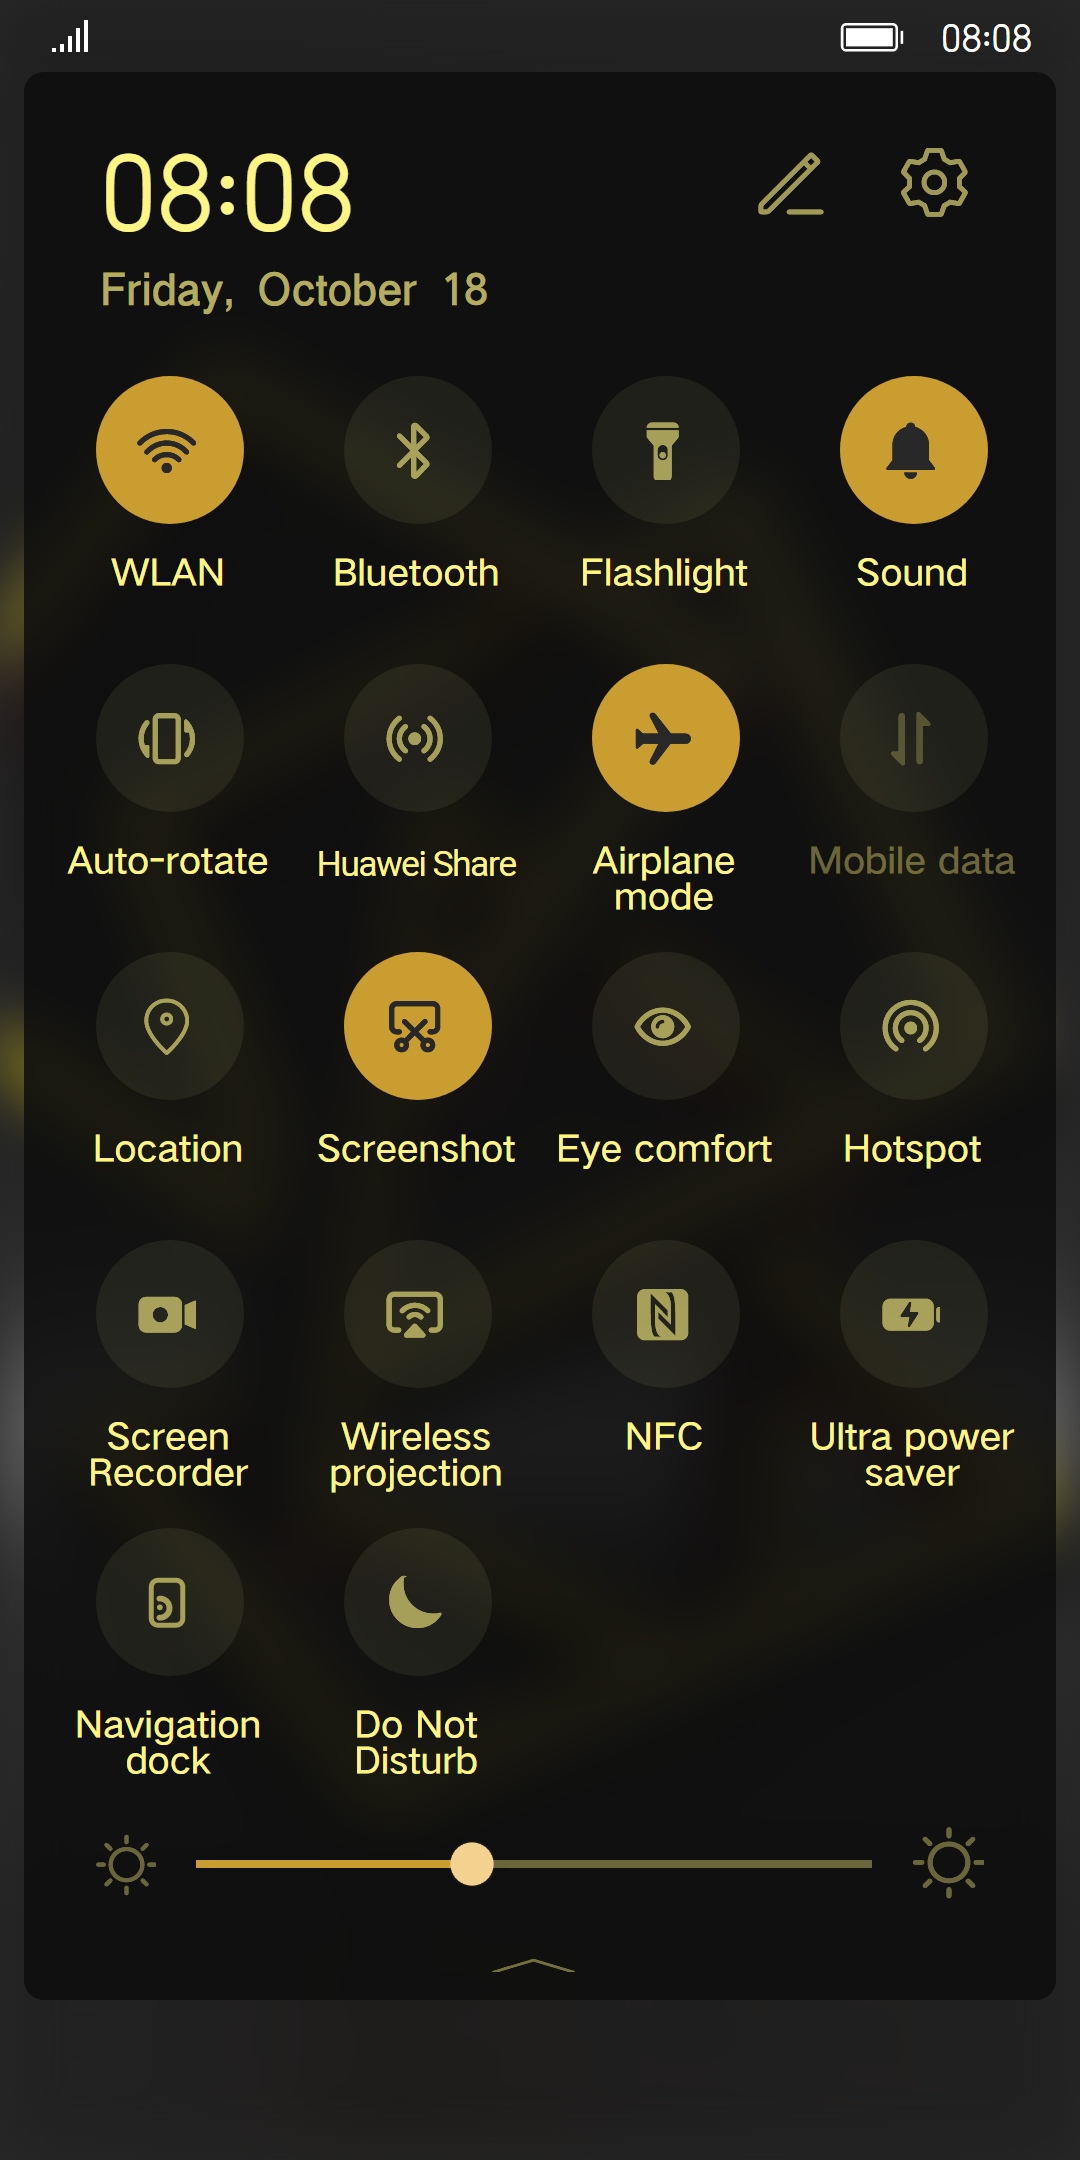 08:08
08:08
Friday, October 18
WLAN Bluetooth Flashlight Sound
Auto-rotate Huawei Share Airplane mode Mobile data
Location Screenshot Eye comfort Hotspot
Screen Recorder Wireless projection NFC Ultra power saver
Navigation dock Do Not Disturb